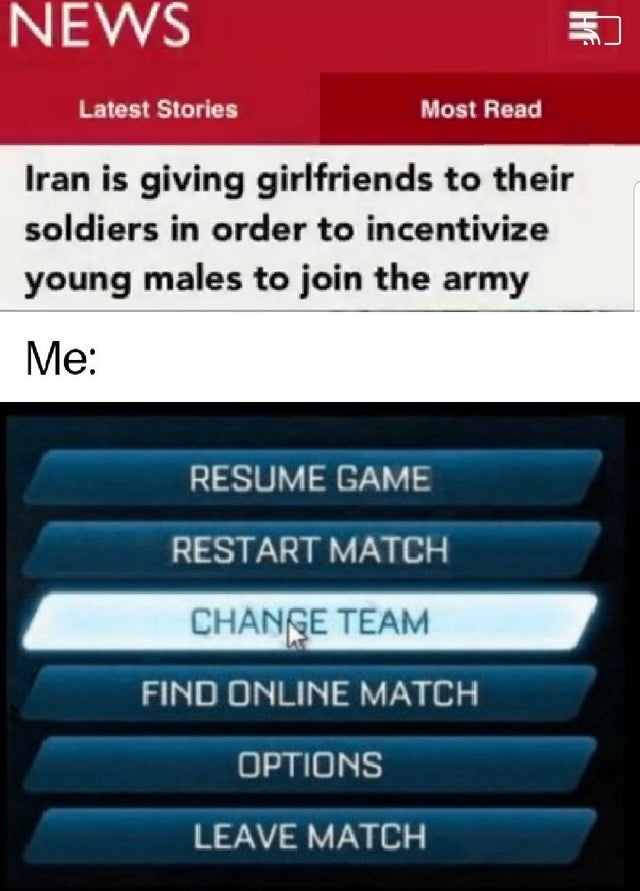 NEWS
Latest Stories
Most Read
Iran is giving girlfriends to their
soldiers in order to incentivize
young males to join the army
Me:
RESUME GAME
RESTART MATCH
CHANGE TEAM
FIND ONLINE MATCH
OPTIONS
LEAVE MATCH